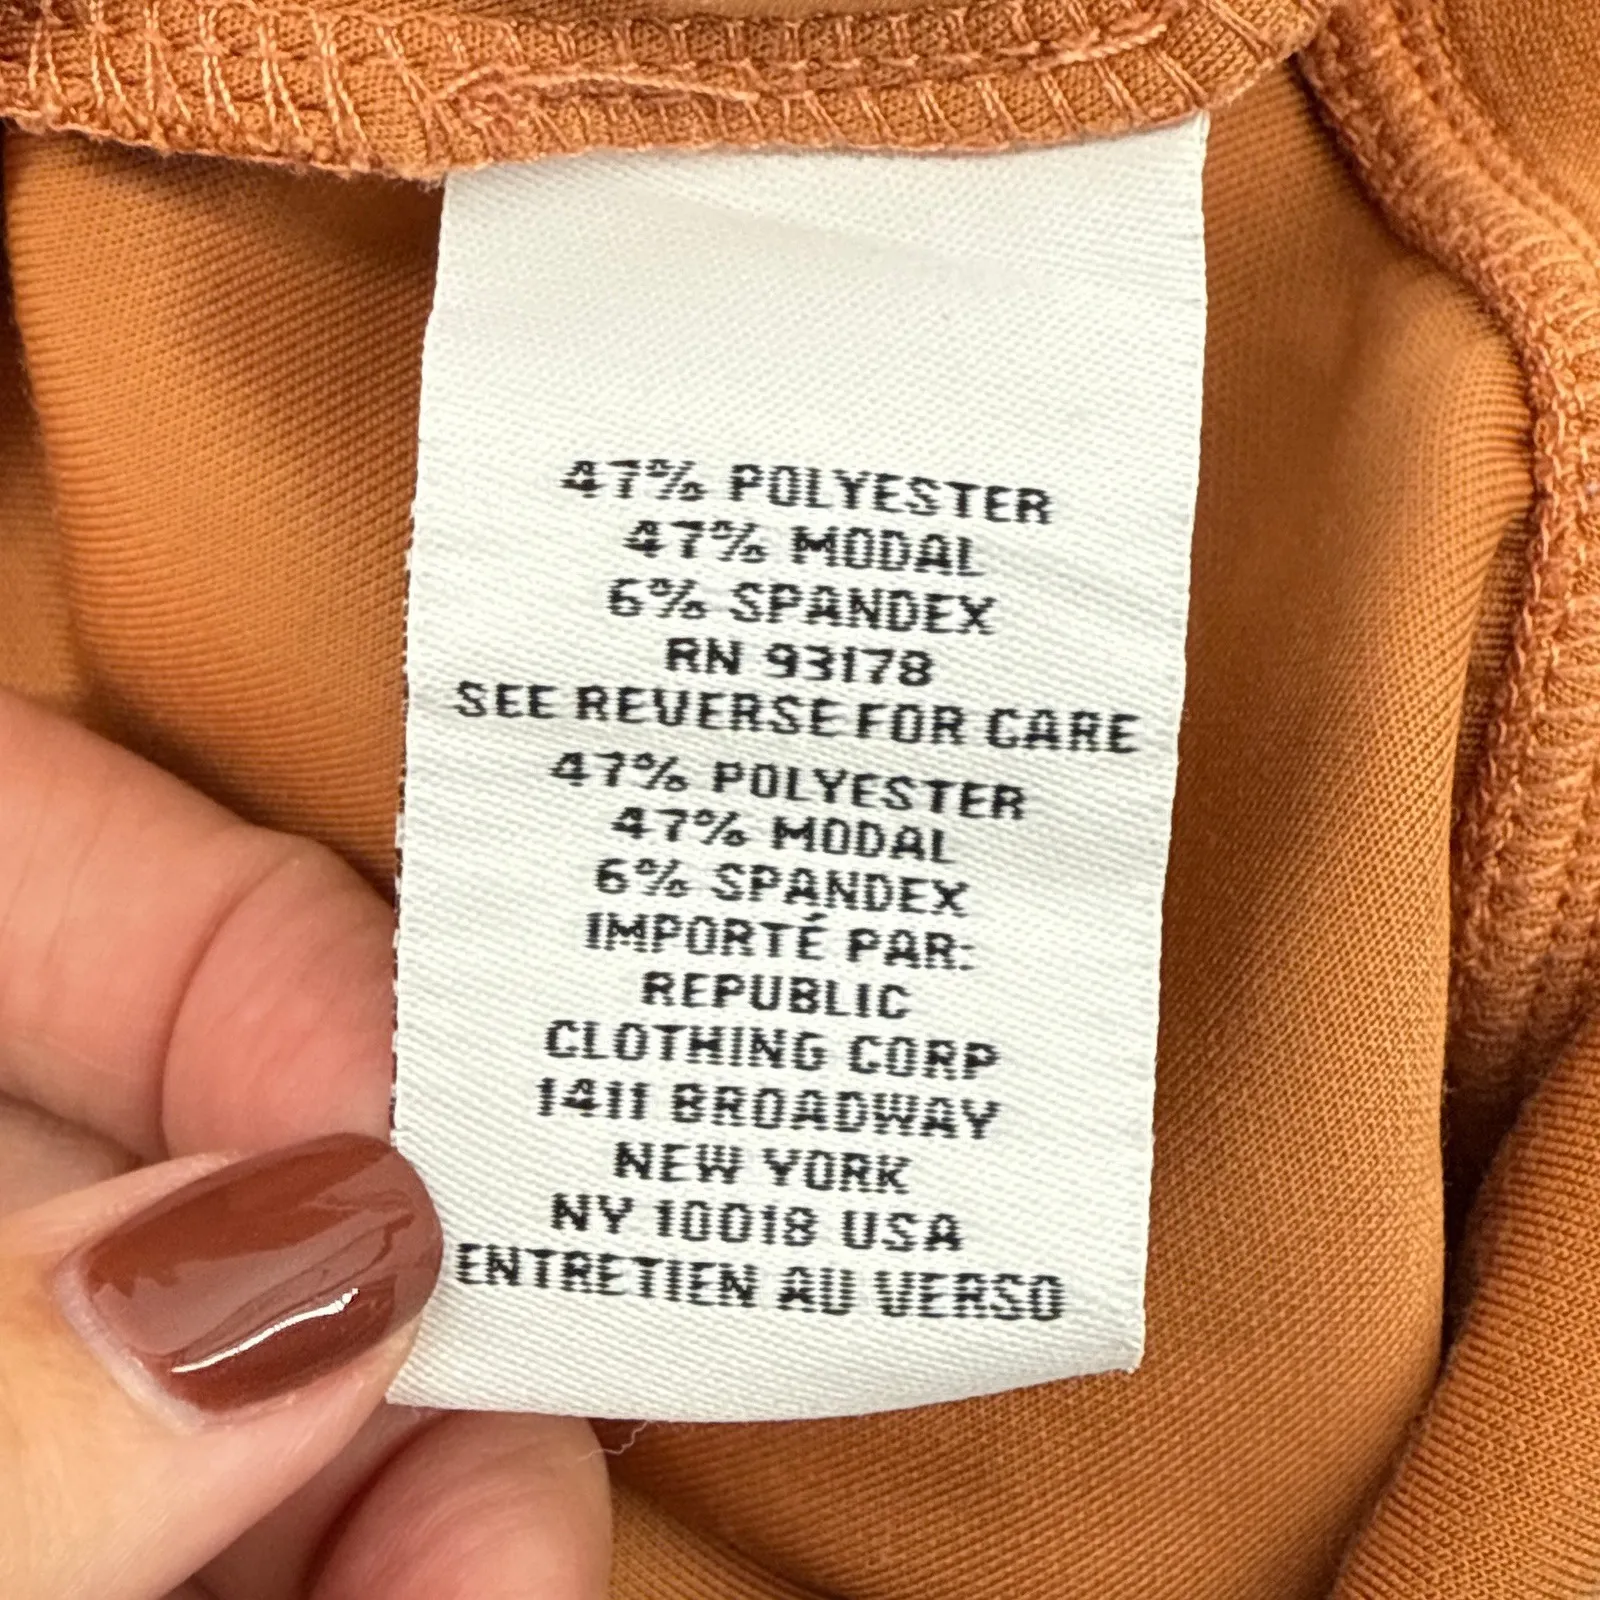 47% POLYESTER
47% MODAL
6% SPANDEX
RN 93178
SEE REVERSE FOR CARE
47% POLYESTER
47% MODAL
6% SPANDEX
IMPORTÉ PAR:
REPUBLIC
CLOTHING CORP
1411 BROADWAY
NEW YORK
NY 10018 USA
ENTRETIEN AU VERSO